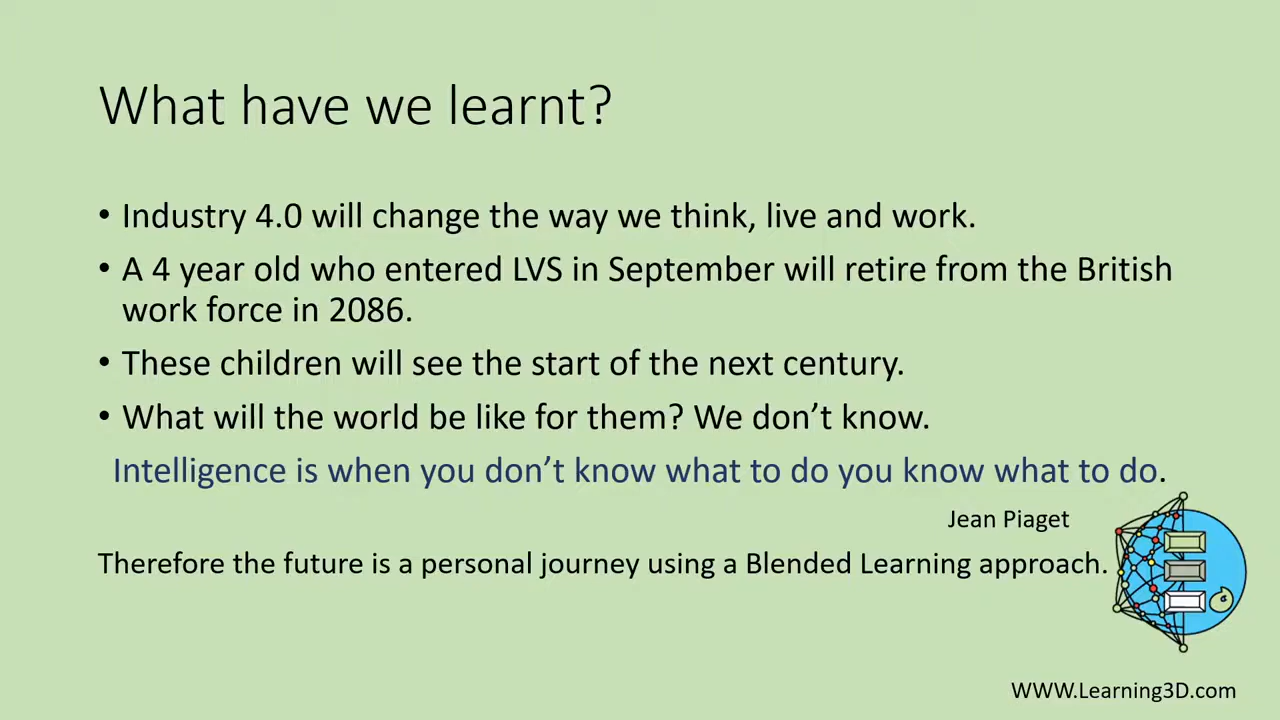 What have we learnt?
• Industry 4.0 will change the way we think, live and work.
• A 4 year old who entered LVS in September will retire from the British
work force in 2086.
• These children will see the start of the next century.
• What will the world be like for them? We don’t know.
Intelligence is when you don’t know what to do you know what to do.
Jean Piaget
Therefore the future is a personal journey using a Blended Learning approach.
WWW.Learning3D.com